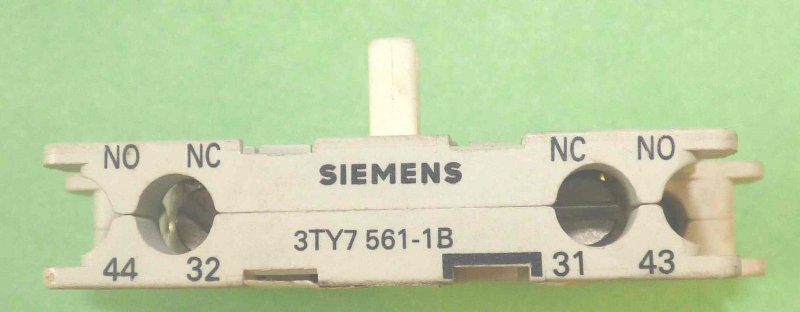 NO NC SIEMENS NC NO
3TY7 561-1B
44 32 31 43